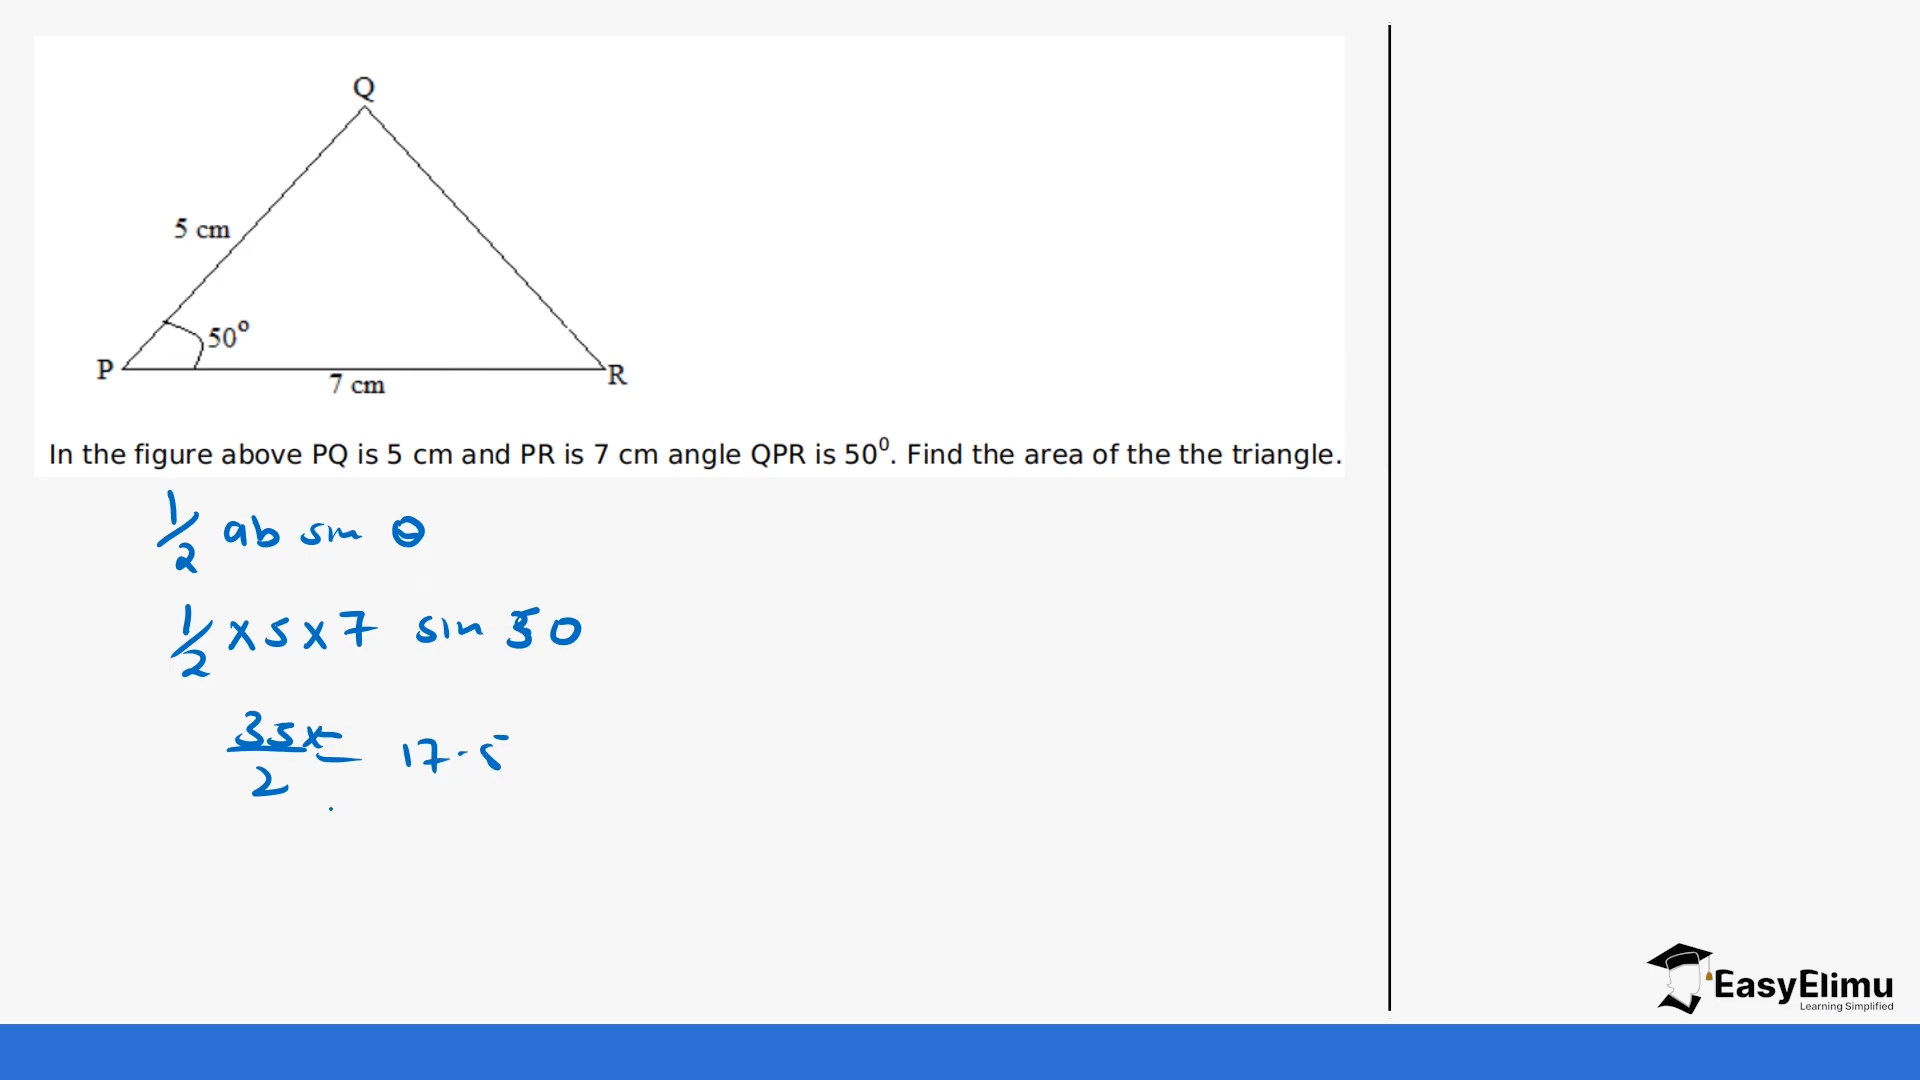 Q
5 cm
50°
P
R
7 cm
In the figure above PQ is 5 cm and PR is 7 cm angle QPR is 50⁰. Find the area of the the triangle.
1/2 ab sin θ
1/2 x 5 x 7 sin 50
35x/2 = 17.5
EasyElimu
Learning Simplified